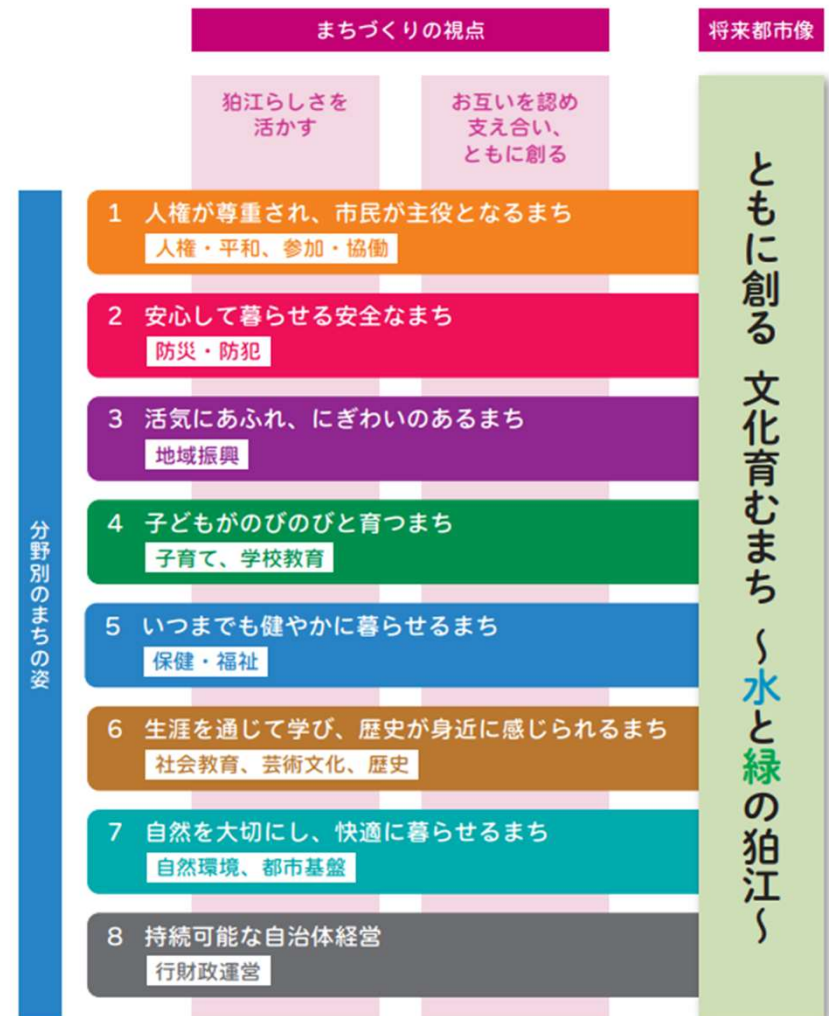 まちづくりの視点
将来都市像
狛江らしさを
活かす
お互いを認め
支え合い、
ともに創る
分野別のまちの姿
1 人権が尊重され、市民が主役となるまち
人権・平和、参加・協働
2 安心して暮らせる安全なまち
防災・防犯
3 活気にあふれ、にぎわいのあるまち
地域振興
4 子どもがのびのびと育つまち
子育て、学校教育
5 いつまでも健やかに暮らせるまち
保健・福祉
6 生涯を通じて学び、歴史が身近に感じられるまち
社会教育、芸術文化、歴史
7 自然を大切にし、快適に暮らせるまち
自然環境、都市基盤
8 持続可能な自治体経営
行財政運営
ともに創る 文化育むまち ～水と緑の狛江～